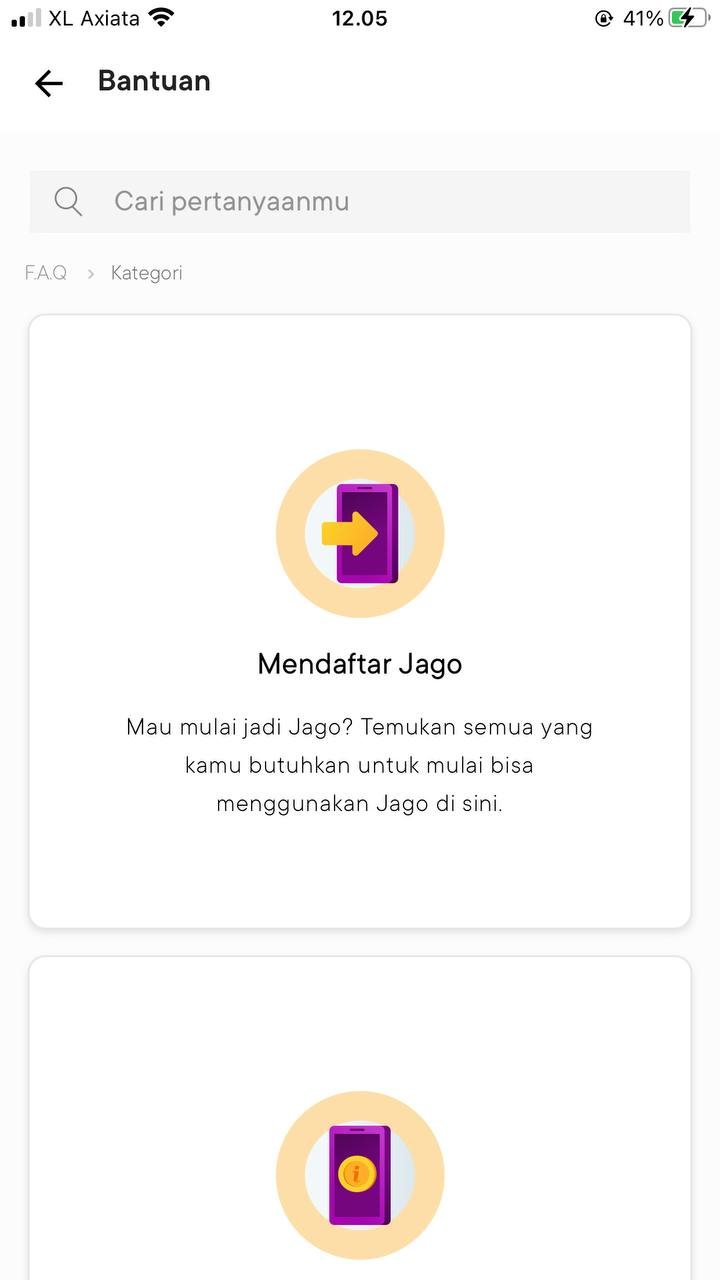 XL Axiata 12.05 41%
Bantuan
Cari pertanyaanmu
F.A.Q > Kategori
Mendaftar Jago
Mau mulai jadi Jago? Temukan semua yang
kamu butuhkan untuk mulai bisa
menggunakan Jago di sini.
i